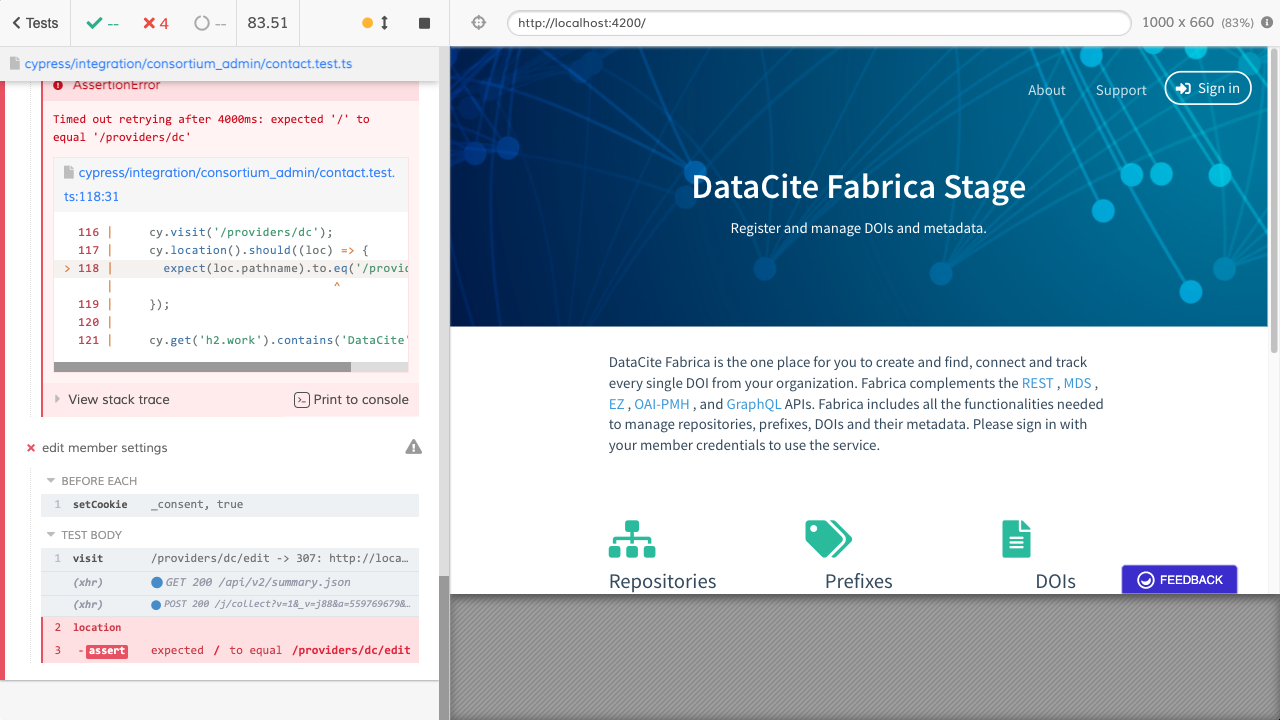 Tests
--
4
--
83.51
http://localhost:4200/
1000 x 660 (83%)
cypress/integration/consortium_admin/contact.test.ts
AssertionError
Timed out retrying after 4000ms: expected '/' to
equal '/providers/dc'
cypress/integration/consortium_admin/contact.test.
ts:118:31
116 | cy.visit('/providers/dc');
117 | cy.location().should((loc) => {
> 118 | expect(loc.pathname).to.eq('/provid
| ^
119 | });
120 |
121 | cy.get('h2.work').contains('DataCite'
View stack trace
Print to console
edit member settings
BEFORE EACH
1 setCookie _consent, true
TEST BODY
1 visit /providers/dc/edit -> 307: http://loca...
(xhr) GET 200 /api/v2/summary.json
(xhr) POST 200 /j/collect?v=1&_v=j88&a=559769679&...
2 location
3 -assert expected / to equal /providers/dc/edit
About
Support
Sign in
DataCite Fabrica Stage
Register and manage DOIs and metadata.
DataCite Fabrica is the one place for you to create and find, connect and track
every single DOI from your organization. Fabrica complements the REST , MDS ,
EZ , OAI-PMH , and GraphQL APIs. Fabrica includes all the functionalities needed
to manage repositories, prefixes, DOIs and their metadata. Please sign in with
your member credentials to use the service.
Repositories
Prefixes
DOIs
FEEDBACK